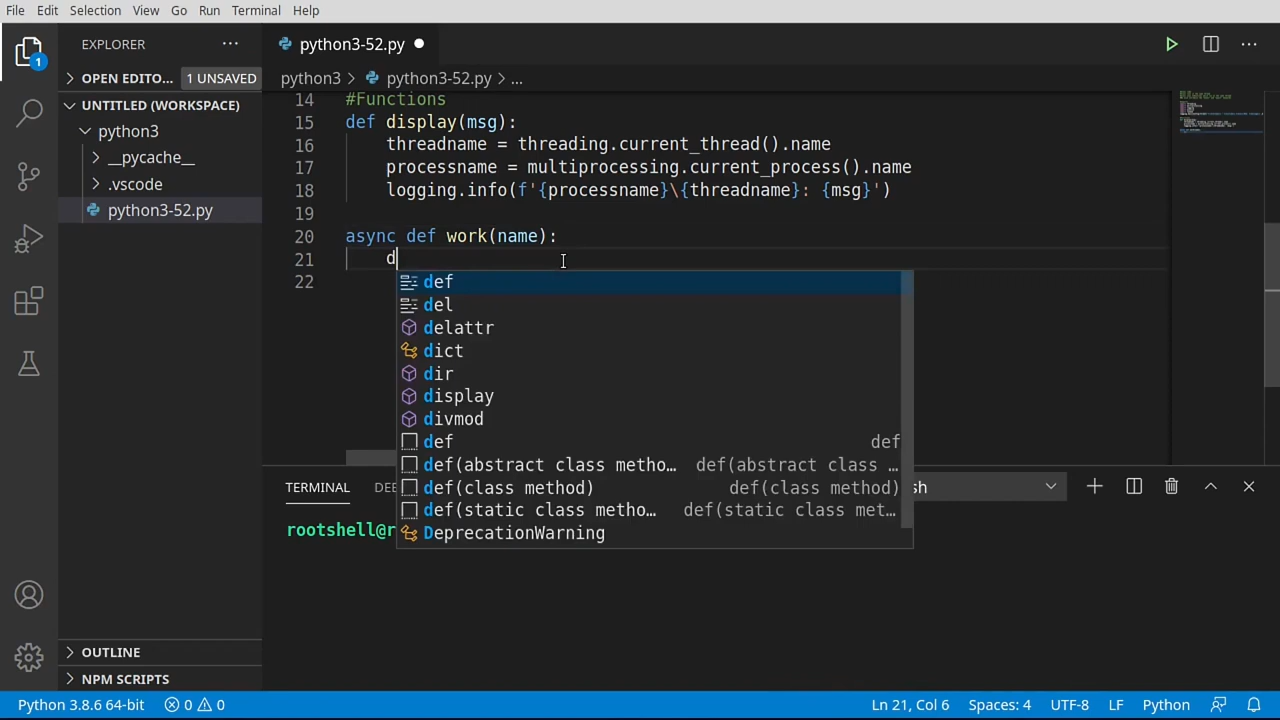 File Edit Selection View Go Run Terminal Help
EXPLORER
python3-52.py
OPEN EDITO... 1 UNSAVED
python3 > python3-52.py > ...
UNTITLED (WORKSPACE)
python3
__pycache__
.vscode
python3-52.py
14 #Functions
15 def display(msg):
16 threadname = threading.current_thread().name
17 processname = multiprocessing.current_process().name
18 logging.info(f'{processname}\{threadname}: {msg}')
19
20 async def work(name):
21 d
22
def
del
delattr
dict
dir
display
divmod
def def
def(abstract class metho... def(abstract class ...
def(class method) def(class method)
def(static class metho... def(static class met...
DeprecationWarning
TERMINAL
rootshell@
OUTLINE
NPM SCRIPTS
1
Python 3.8.6 64-bit 0 0 Ln 21, Col 6 Spaces: 4 UTF-8 LF Python